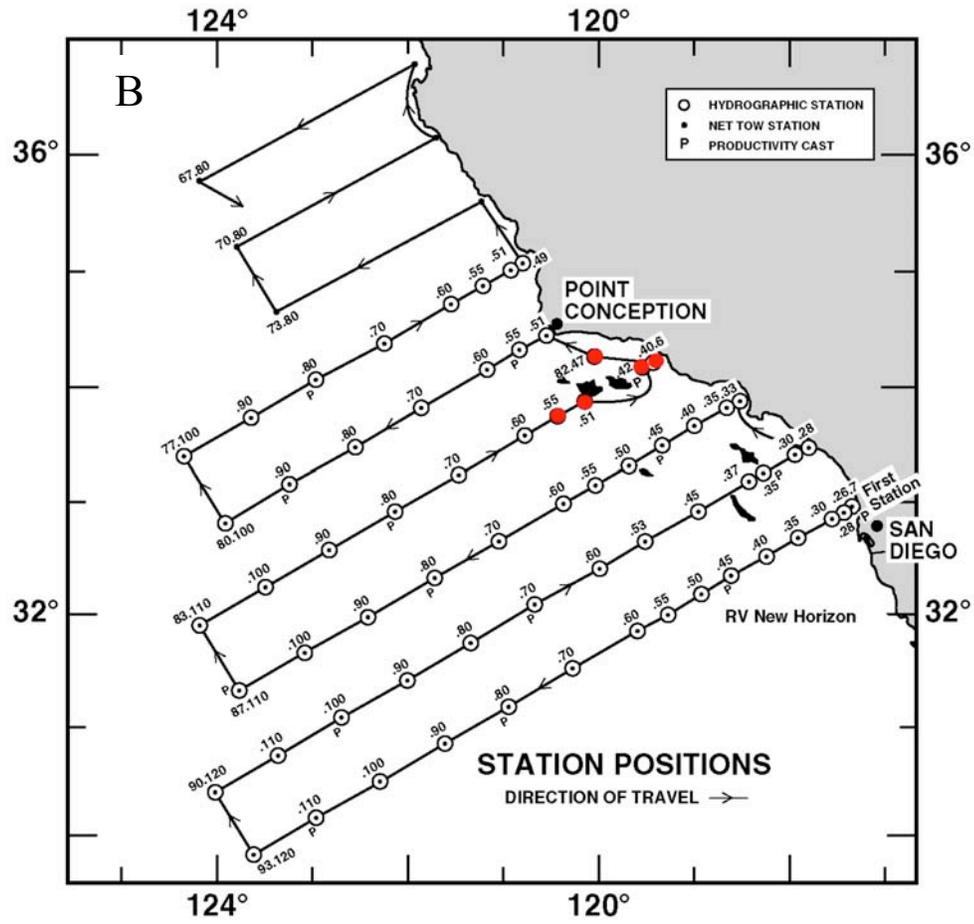 124°
120°
B
HYDROGRAPHIC STATION
NET TOW STATION
P PRODUCTIVITY CAST
36°
36°
67.80
70.80
73.80
.49
.51
.55
.60
.70
.80
P
.90
77.100
POINT
CONCEPTION
.51
.55
P
.60
.70
.80
.90
P
80.100
82.47
.42
P
.40.6
.51
.55
.60
.70
.80
P
.90
.100
83.110
.33
.35
.40
.45
P
.50
.55
.60
.70
.80
P
.90
.100
P
87.110
.28
.30
P
.35
.37
.45
.53
.60
.70
P
.80
.90
.100
P
.110
90.120
First
Station
.26.7
P
.28
.30
.35
.40
.45
P
.50
.55
.60
.70
.80
P
.90
.100
.110
P
93.120
SAN
DIEGO
32°
32°
RV New Horizon
STATION POSITIONS
DIRECTION OF TRAVEL
124°
120°